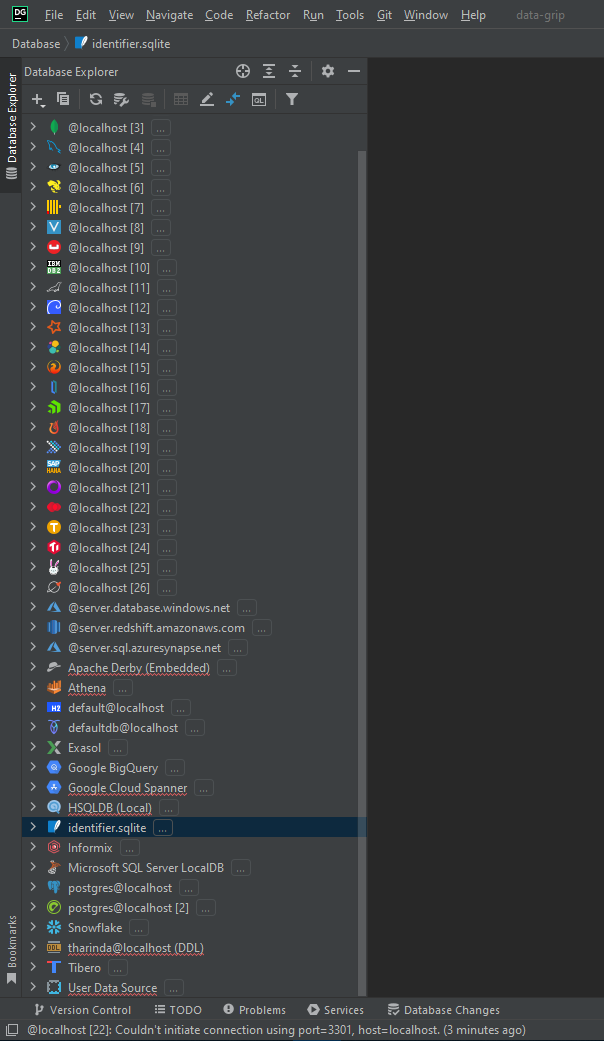 DG File Edit View Navigate Code Refactor Run Tools Git Window Help data-grip
Database identifier.sqlite
Database Explorer
Database Explorer
QL
@localhost [3] ...
@localhost [4] ...
@localhost [5] ...
@localhost [6] ...
@localhost [7] ...
V @localhost [8] ...
@localhost [9] ...
IBM DB2 @localhost [10] ...
@localhost [11] ...
@localhost [12] ...
@localhost [13] ...
@localhost [14] ...
@localhost [15] ...
@localhost [16] ...
@localhost [17] ...
@localhost [18] ...
@localhost [19] ...
SAP HANA @localhost [20] ...
@localhost [21] ...
@localhost [22] ...
T @localhost [23] ...
@localhost [24] ...
@localhost [25] ...
@localhost [26] ...
@server.database.windows.net ...
@server.redshift.amazonaws.com ...
@server.sql.azuresynapse.net ...
Apache Derby (Embedded) ...
Athena ...
H2 default@localhost ...
defaultdb@localhost ...
Exasol ...
Google BigQuery ...
Google Cloud Spanner ...
HSQLDB (Local) ...
identifier.sqlite ...
Informix ...
Microsoft SQL Server LocalDB ...
postgres@localhost ...
postgres@localhost [2] ...
Snowflake ...
DDL tharinda@localhost (DDL)
Tibero ...
User Data Source ...
Bookmarks
Version Control TODO Problems Services Database Changes
@localhost [22]: Couldn't initiate connection using port=3301, host=localhost. (3 minutes ago)